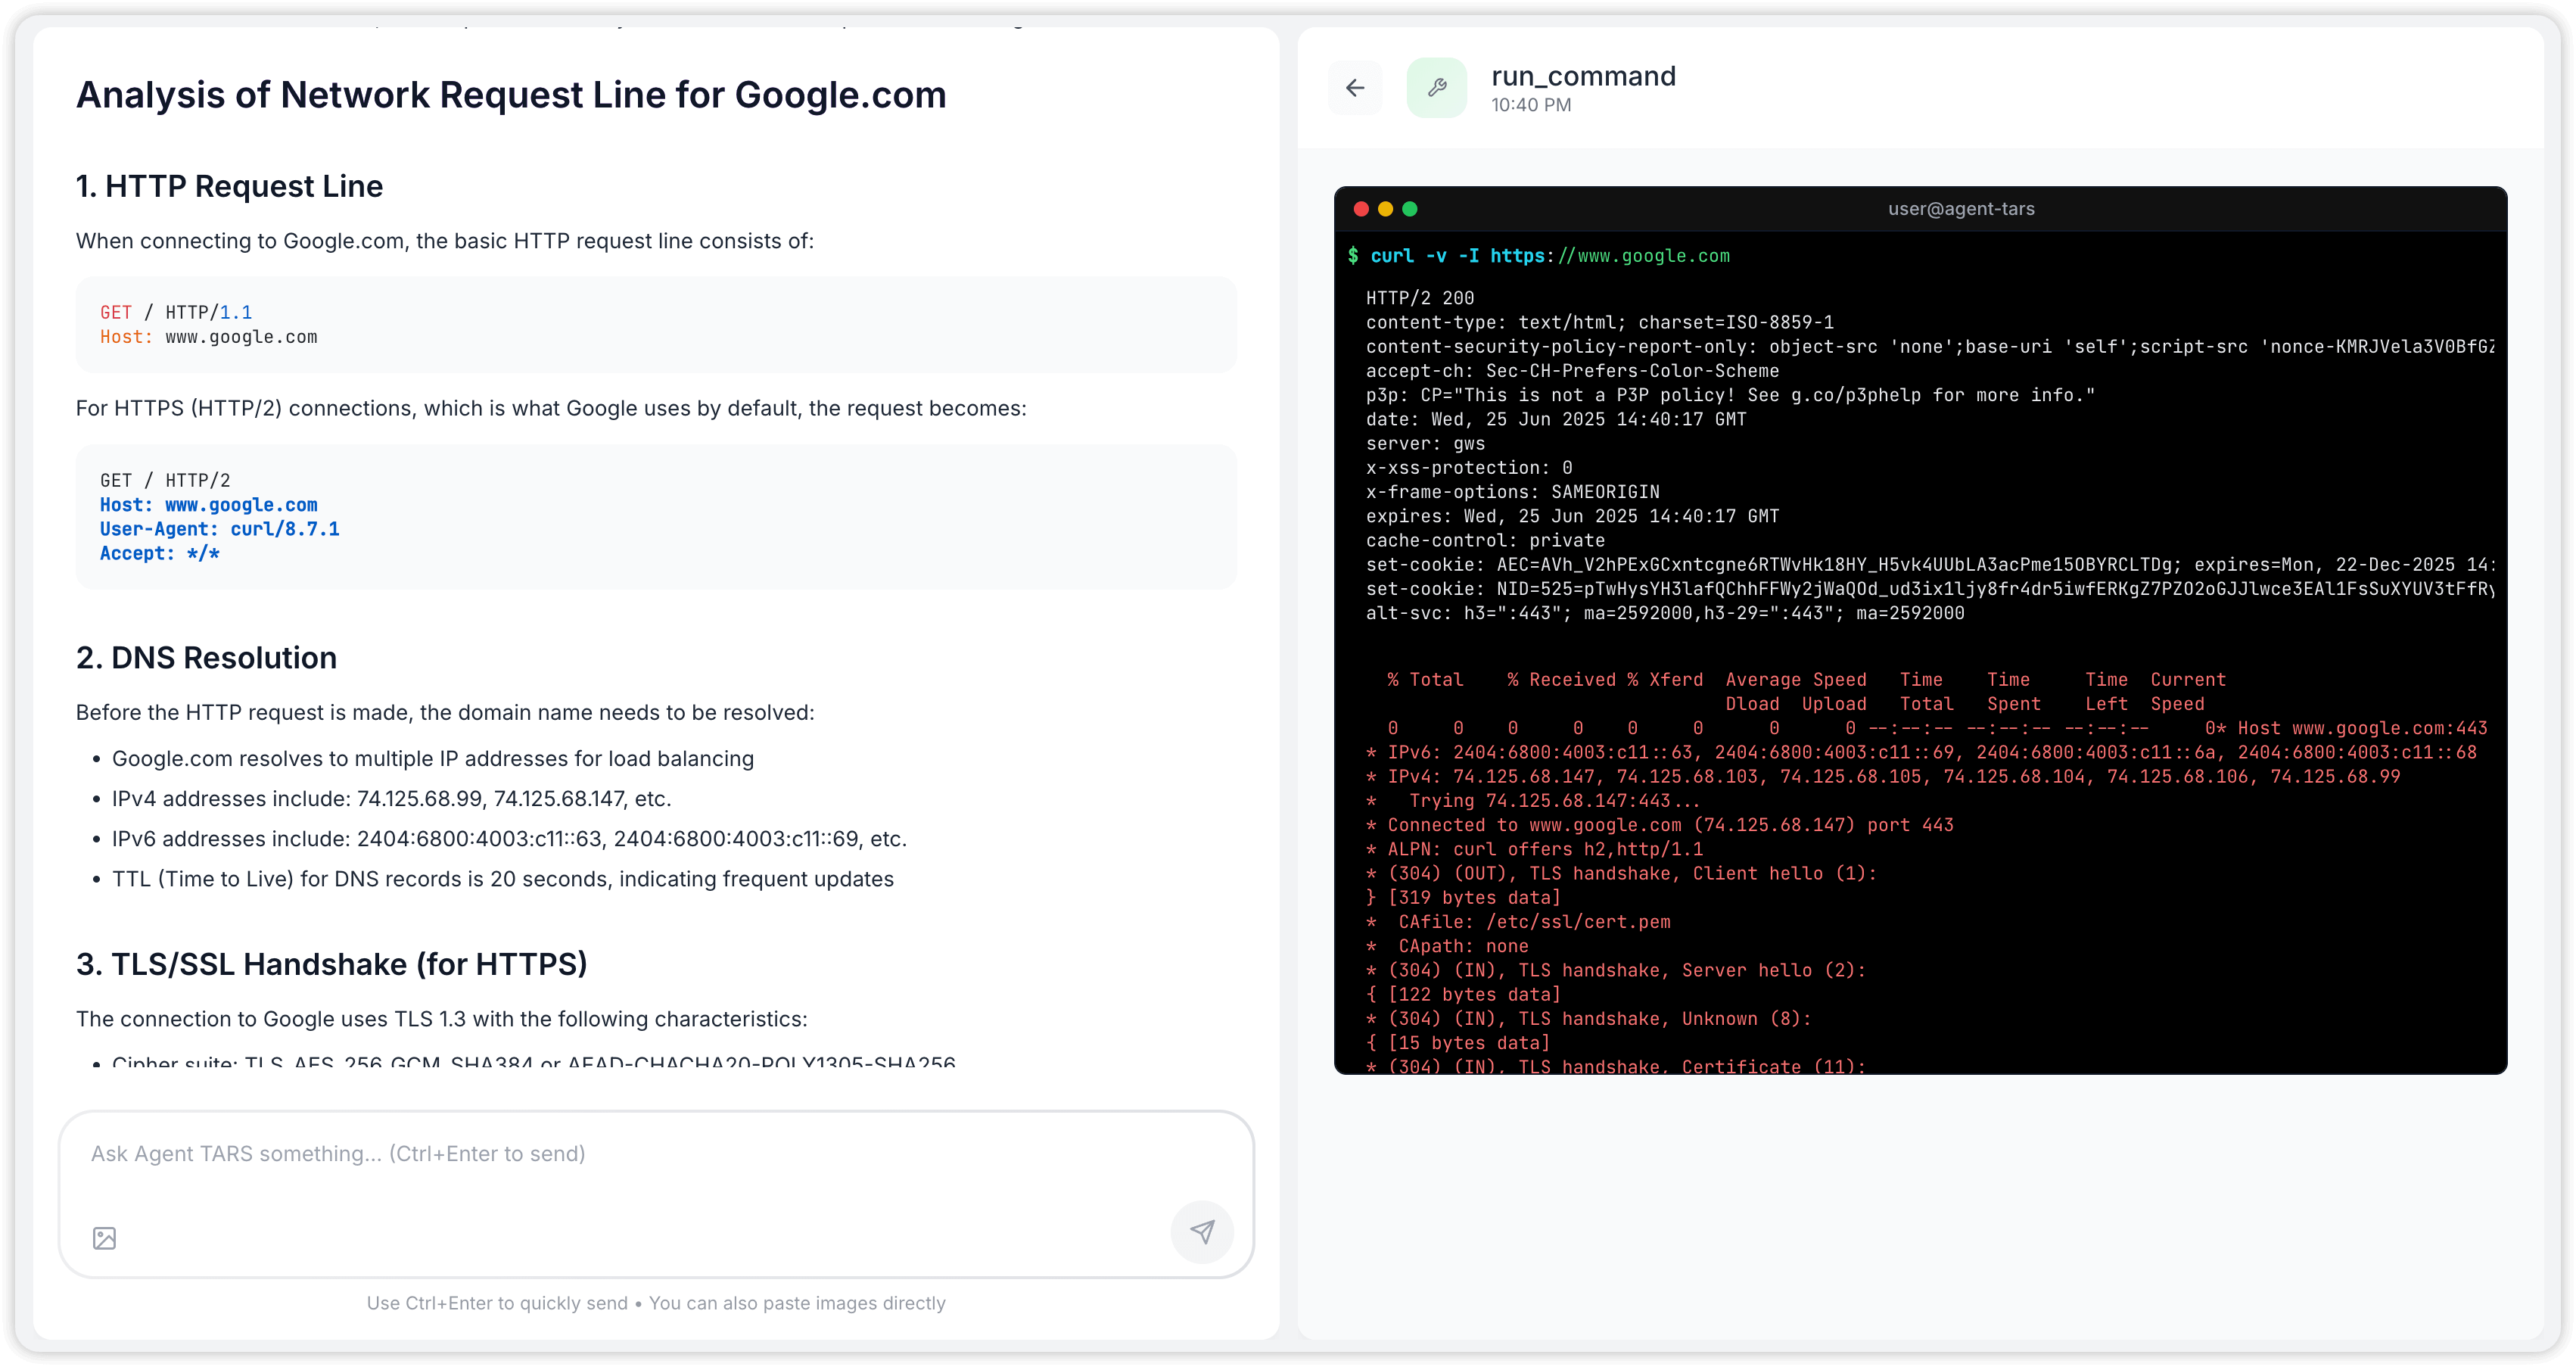 Analysis of Network Request Line for Google.com
1. HTTP Request Line
When connecting to Google.com, the basic HTTP request line consists of:
GET / HTTP/1.1
Host: www.google.com
For HTTPS (HTTP/2) connections, which is what Google uses by default, the request becomes:
GET / HTTP/2
Host: www.google.com
User-Agent: curl/8.7.1
Accept: */*
2. DNS Resolution
Before the HTTP request is made, the domain name needs to be resolved:
• Google.com resolves to multiple IP addresses for load balancing
• IPv4 addresses include: 74.125.68.99, 74.125.68.147, etc.
• IPv6 addresses include: 2404:6800:4003:c11::63, 2404:6800:4003:c11::69, etc.
• TTL (Time to Live) for DNS records is 20 seconds, indicating frequent updates
3. TLS/SSL Handshake (for HTTPS)
The connection to Google uses TLS 1.3 with the following characteristics:
• Cipher suite: TLS_AES_256_GCM_SHA384 or AEAD-CHACHA20-POLY1305-SHA256
Ask Agent TARS something... (Ctrl+Enter to send)
Use Ctrl+Enter to quickly send • You can also paste images directly
run_command
10:40 PM
user@agent-tars
$ curl -v -I https://www.google.com
HTTP/2 200
content-type: text/html; charset=ISO-8859-1
content-security-policy-report-only: object-src 'none';base-uri 'self';script-src 'nonce-KMRJVela3V0BfGZ
accept-ch: Sec-CH-Prefers-Color-Scheme
p3p: CP="This is not a P3P policy! See g.co/p3phelp for more info."
date: Wed, 25 Jun 2025 14:40:17 GMT
server: gws
x-xss-protection: 0
x-frame-options: SAMEORIGIN
expires: Wed, 25 Jun 2025 14:40:17 GMT
cache-control: private
set-cookie: AEC=AVh_V2hPExGCxntcgne6RTWvHk18HY_H5vk4UUbLA3acPme15OBYRCLTDg; expires=Mon, 22-Dec-2025 14:
set-cookie: NID=525=pTwHysYH3lafQChhFFWy2jWaQOd_ud3ix1ljy8fr4dr5iwfERKgZ7PZO2oGJJlwce3EAl1FsSuXYUV3tFfRy
alt-svc: h3=":443"; ma=2592000,h3-29=":443"; ma=2592000
% Total % Received % Xferd Average Speed Time Time Time Current
Dload Upload Total Spent Left Speed
0 0 0 0 0 0 0 0 --:--:-- --:--:-- --:--:-- 0* Host www.google.com:443
* IPv6: 2404:6800:4003:c11::63, 2404:6800:4003:c11::69, 2404:6800:4003:c11::6a, 2404:6800:4003:c11::68
* IPv4: 74.125.68.147, 74.125.68.103, 74.125.68.105, 74.125.68.104, 74.125.68.106, 74.125.68.99
* Trying 74.125.68.147:443...
* Connected to www.google.com (74.125.68.147) port 443
* ALPN: curl offers h2,http/1.1
* (304) (OUT), TLS handshake, Client hello (1):
} [319 bytes data]
* CAfile: /etc/ssl/cert.pem
* CApath: none
* (304) (IN), TLS handshake, Server hello (2):
{ [122 bytes data]
* (304) (IN), TLS handshake, Unknown (8):
{ [15 bytes data]
* (304) (IN), TLS handshake, Certificate (11):